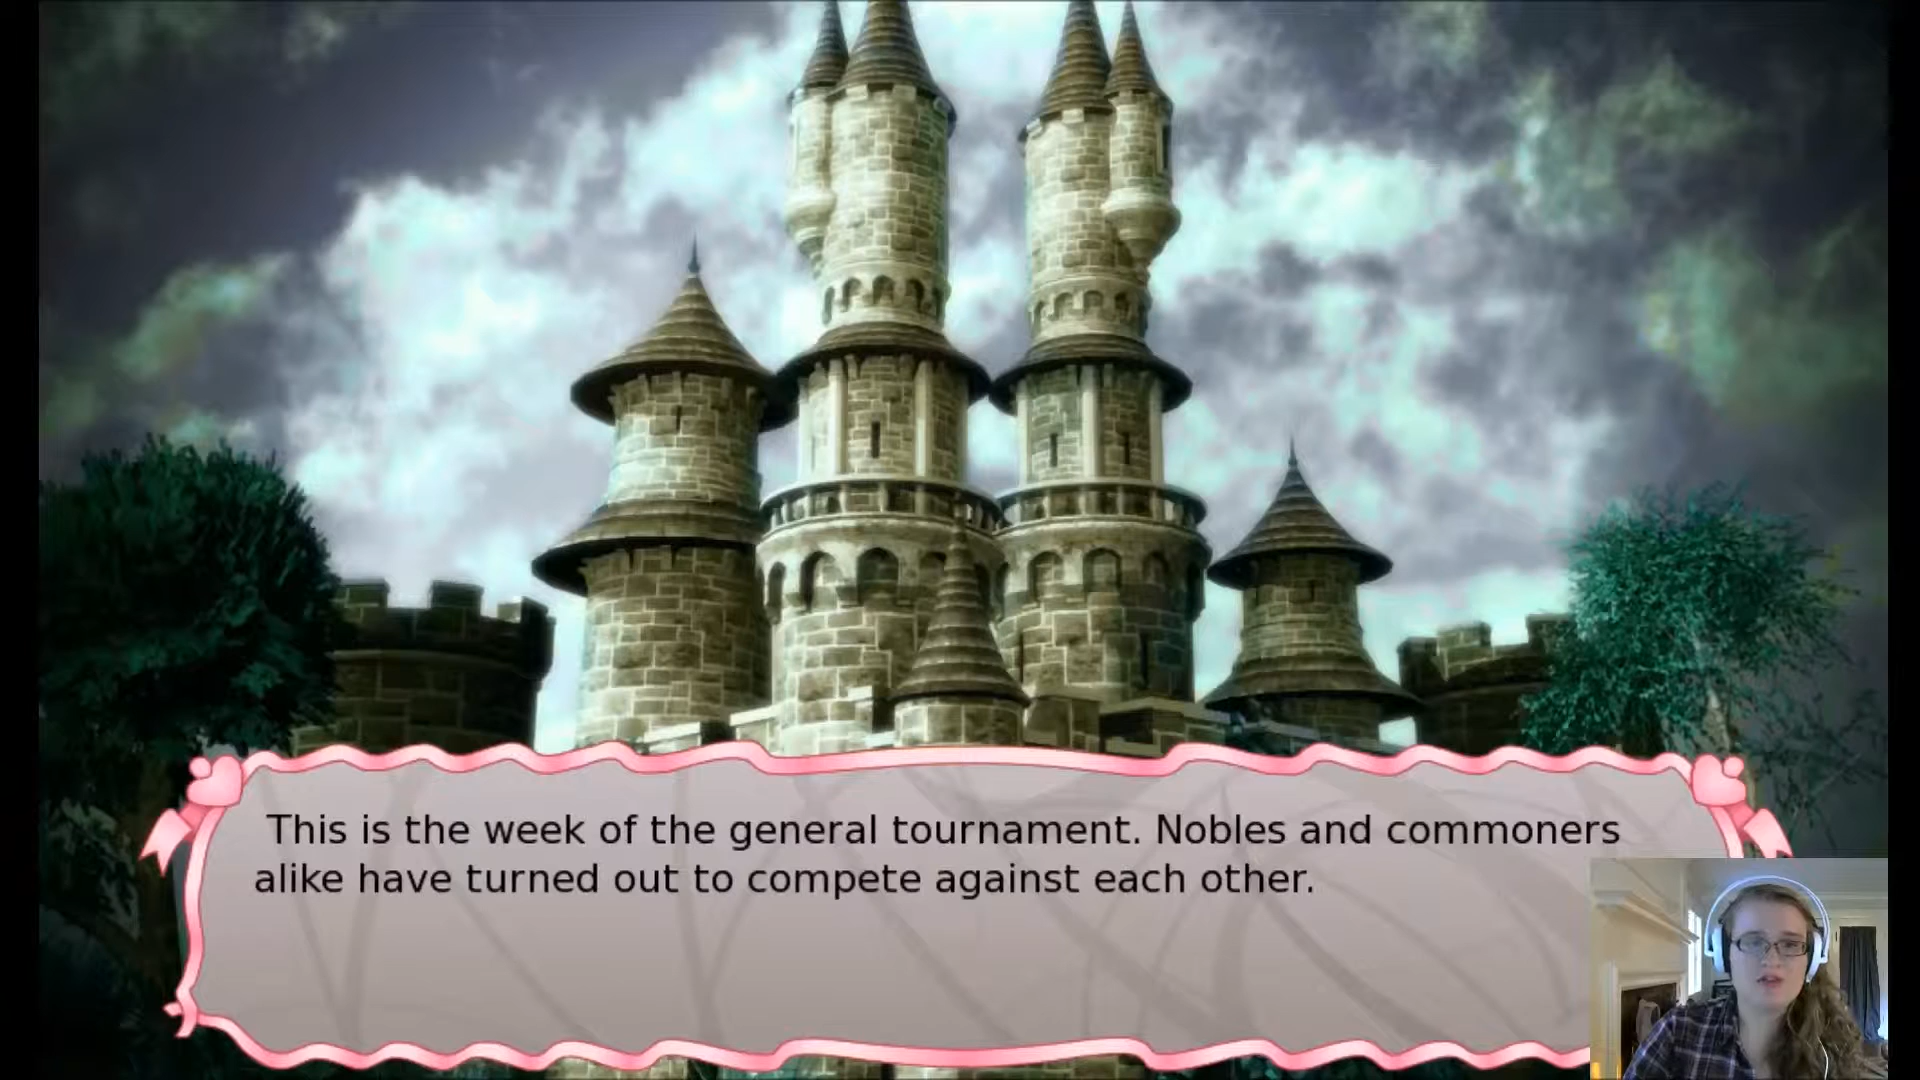 This is the week of the general tournament. Nobles and commoners
alike have turned out to compete against each other.